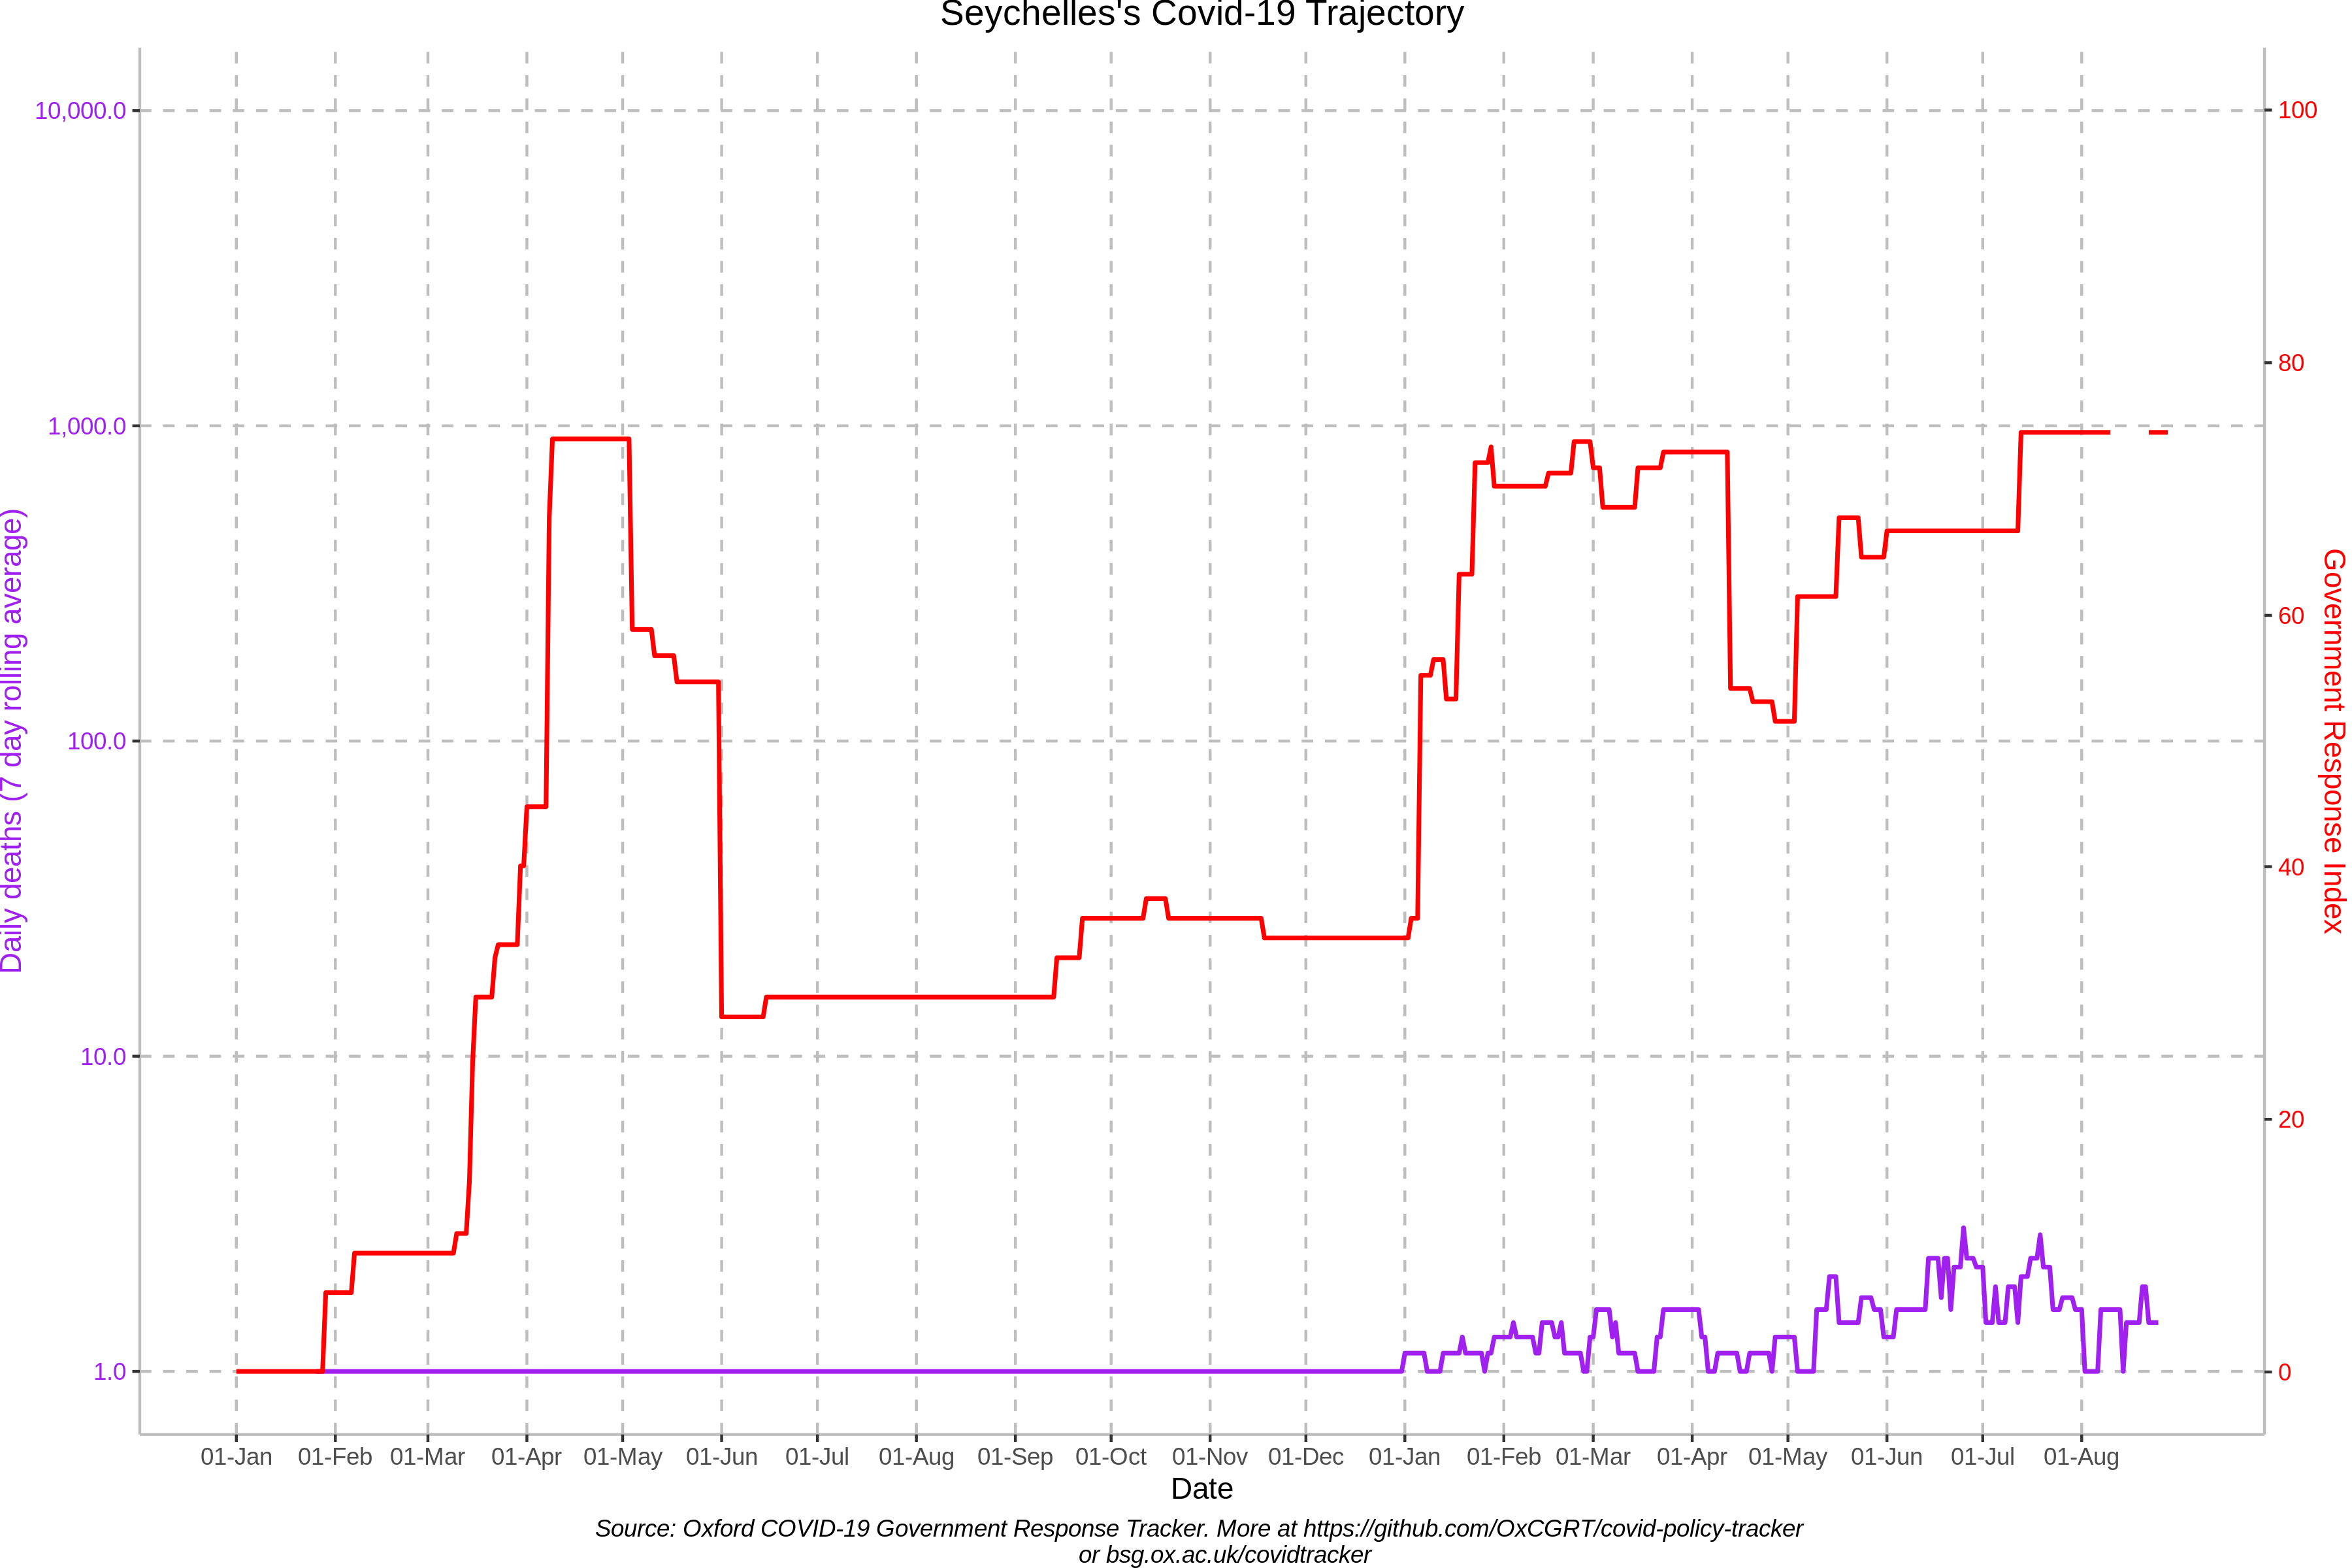 Seychelles's Covid-19 Trajectory
10,000.0
1,000.0
100.0
10.0
1.0
Daily deaths (7 day rolling average)
100
80
60
40
20
0
Government Response Index
01-Jan 01-Feb 01-Mar 01-Apr 01-May 01-Jun 01-Jul 01-Aug 01-Sep 01-Oct 01-Nov 01-Dec 01-Jan 01-Feb 01-Mar 01-Apr 01-May 01-Jun 01-Jul 01-Aug
Date
Source: Oxford COVID-19 Government Response Tracker. More at https://github.com/OxCGRT/covid-policy-tracker
or bsg.ox.ac.uk/covidtracker